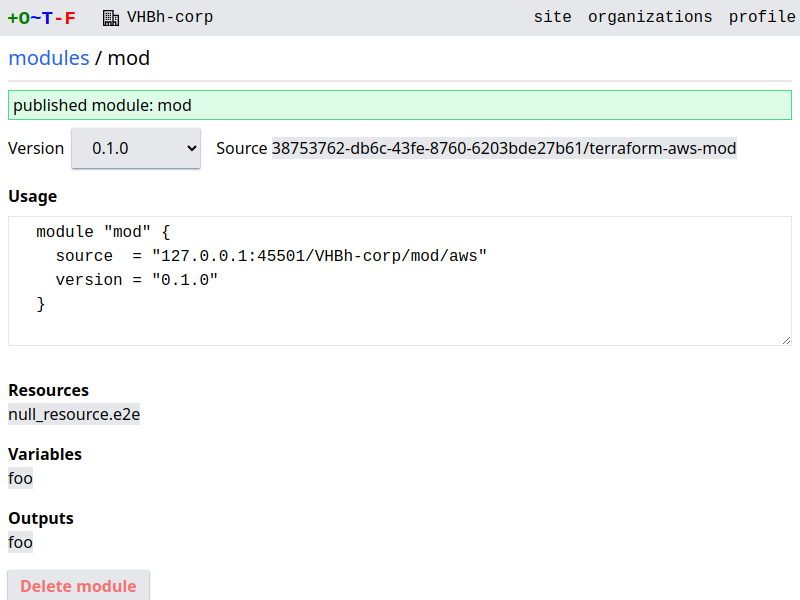 +O~T-F VHBh-corp site organizations profile
modules / mod
published module: mod
Version 0.1.0 Source 38753762-db6c-43fe-8760-6203bde27b61/terraform-aws-mod
Usage
module "mod" {
  source  = "127.0.0.1:45501/VHBh-corp/mod/aws"
  version = "0.1.0"
}
Resources
null_resource.e2e
Variables
foo
Outputs
foo
Delete module